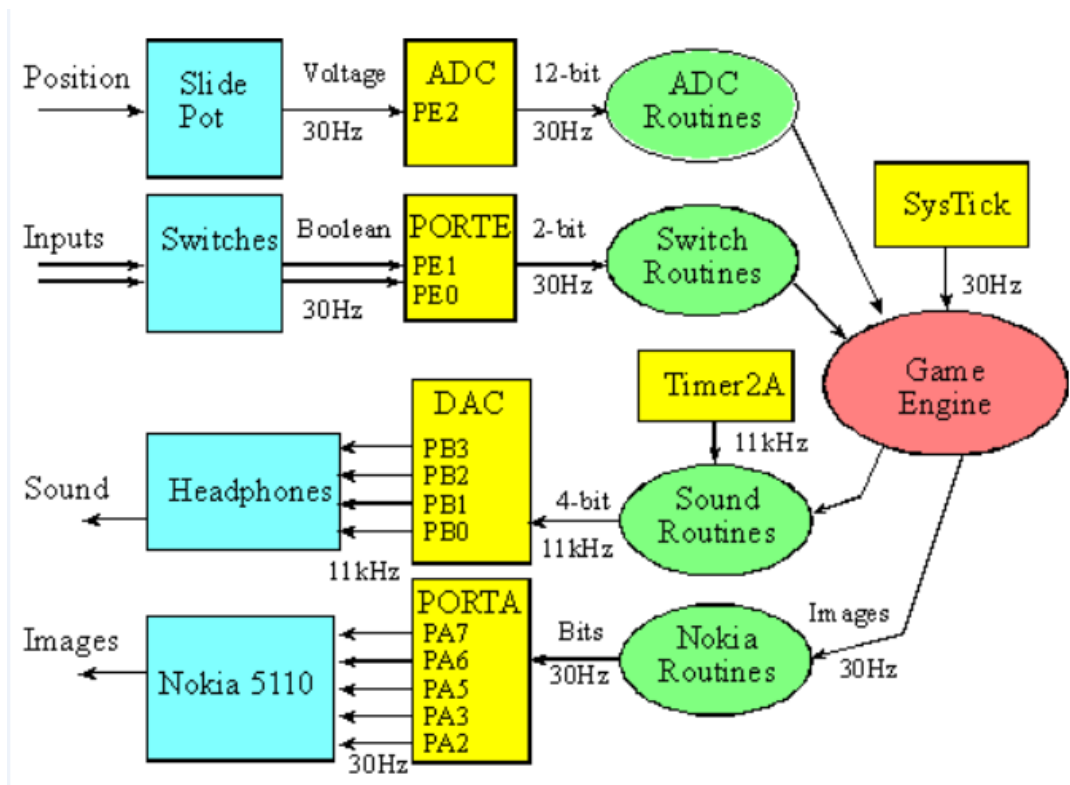 Position
Slide
Pot
Voltage
30Hz
ADC
PE2
12-bit
30Hz
ADC
Routines
SysTick
30Hz
Inputs
Switches
Boolean
30Hz
PORTE
PE1
PE0
2-bit
30Hz
Switch
Routines
Game
Engine
Timer2A
11kHz
Sound
Headphones
11kHz
DAC
PB3
PB2
PB1
PB0
4-bit
11kHz
Sound
Routines
Images
Nokia 5110
30Hz
PORTA
PA7
PA6
PA5
PA3
PA2
Bits
30Hz
Nokia
Routines
Images
30Hz